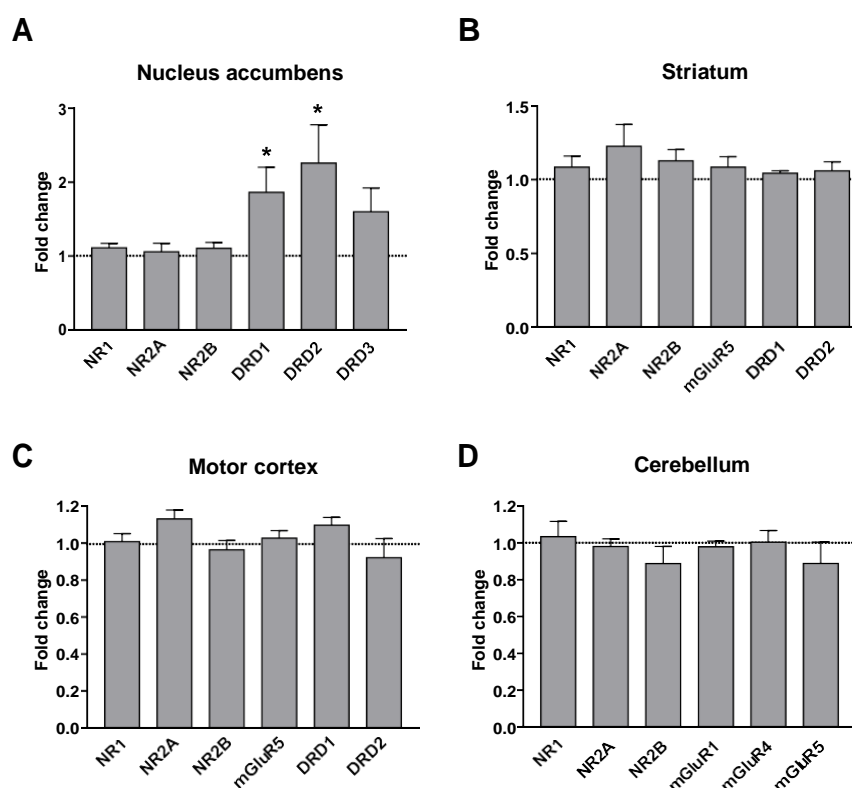 A
Nucleus accumbens
Fold change
3
2
1
0
*
*
NR1
NR2A
NR2B
DRD1
DRD2
DRD3
B
Striatum
Fold change
1.5
1.0
0.5
0.0
NR1
NR2A
NR2B
mGluR5
DRD1
DRD2
C
Motor cortex
Fold change
1.2
1.0
0.8
0.6
0.4
0.2
0.0
NR1
NR2A
NR2B
mGluR5
DRD1
DRD2
D
Cerebellum
Fold change
1.2
1.0
0.8
0.6
0.4
0.2
0.0
NR1
NR2A
NR2B
mGluR1
mGluR4
mGluR5